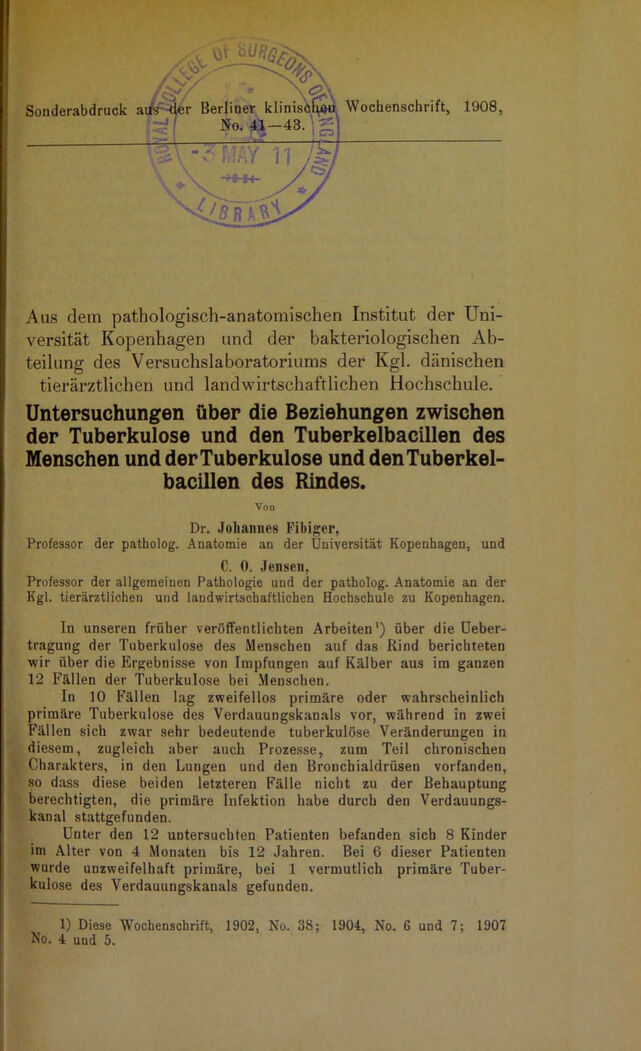 Sonderabdruck aus der Berliner klinischen Wochenschrift, 1908,
No. 41—43.
ROYAL COLLEGE OF SURGEONS OF ENGLAND
-3 MAY 11
* LIBRARY *
Aus dem pathologisch-anatomischen Institut der Uni-
versität Kopenhagen und der bakteriologischen Ab-
teilung des Versuchslaboratoriums der Kgl. dänischen
tierärztlichen und landwirtschaftlichen Hochschule.
Untersuchungen über die Beziehungen zwischen
der Tuberkulose und den Tuberkelbacillen des
Menschen und der Tuberkulose und den Tuberkel-
bacillen des Rindes.
Von
Dr. Johannes Fibiger,
Professor der patholog. Anatomie an der Universität Kopenhagen, und
C. O. Jensen,
Professor der allgemeinen Pathologie und der patholog. Anatomie an der
Kgl. tierärztlichen und landwirtschaftlichen Hochschule zu Kopenhagen.
In unseren früher veröffentlichten Arbeiten¹) über die Ueber-
tragung der Tuberkulose des Menschen auf das Rind berichteten
wir über die Ergebnisse von Impfungen auf Kälber aus im ganzen
12 Fällen der Tuberkulose bei Menschen.
In 10 Fällen lag zweifellos primäre oder wahrscheinlich
primäre Tuberkulose des Verdauungskanals vor, während in zwei
Fällen sich zwar sehr bedeutende tuberkulöse Veränderungen in
diesem, zugleich aber auch Prozesse, zum Teil chronischen
Charakters, in den Lungen und den Bronchialdrüsen vorfanden,
so dass diese beiden letzteren Fälle nicht zu der Behauptung
berechtigten, die primäre Infektion habe durch den Verdauungs-
kanal stattgefunden.
Unter den 12 untersuchten Patienten befanden sich 8 Kinder
im Alter von 4 Monaten bis 12 Jahren. Bei 6 dieser Patienten
wurde unzweifelhaft primäre, bei 1 vermutlich primäre Tuber-
kulose des Verdauungskanals gefunden.
1) Diese Wochenschrift, 1902, No. 38; 1904, No. 6 und 7; 1907
No. 4 und 5.